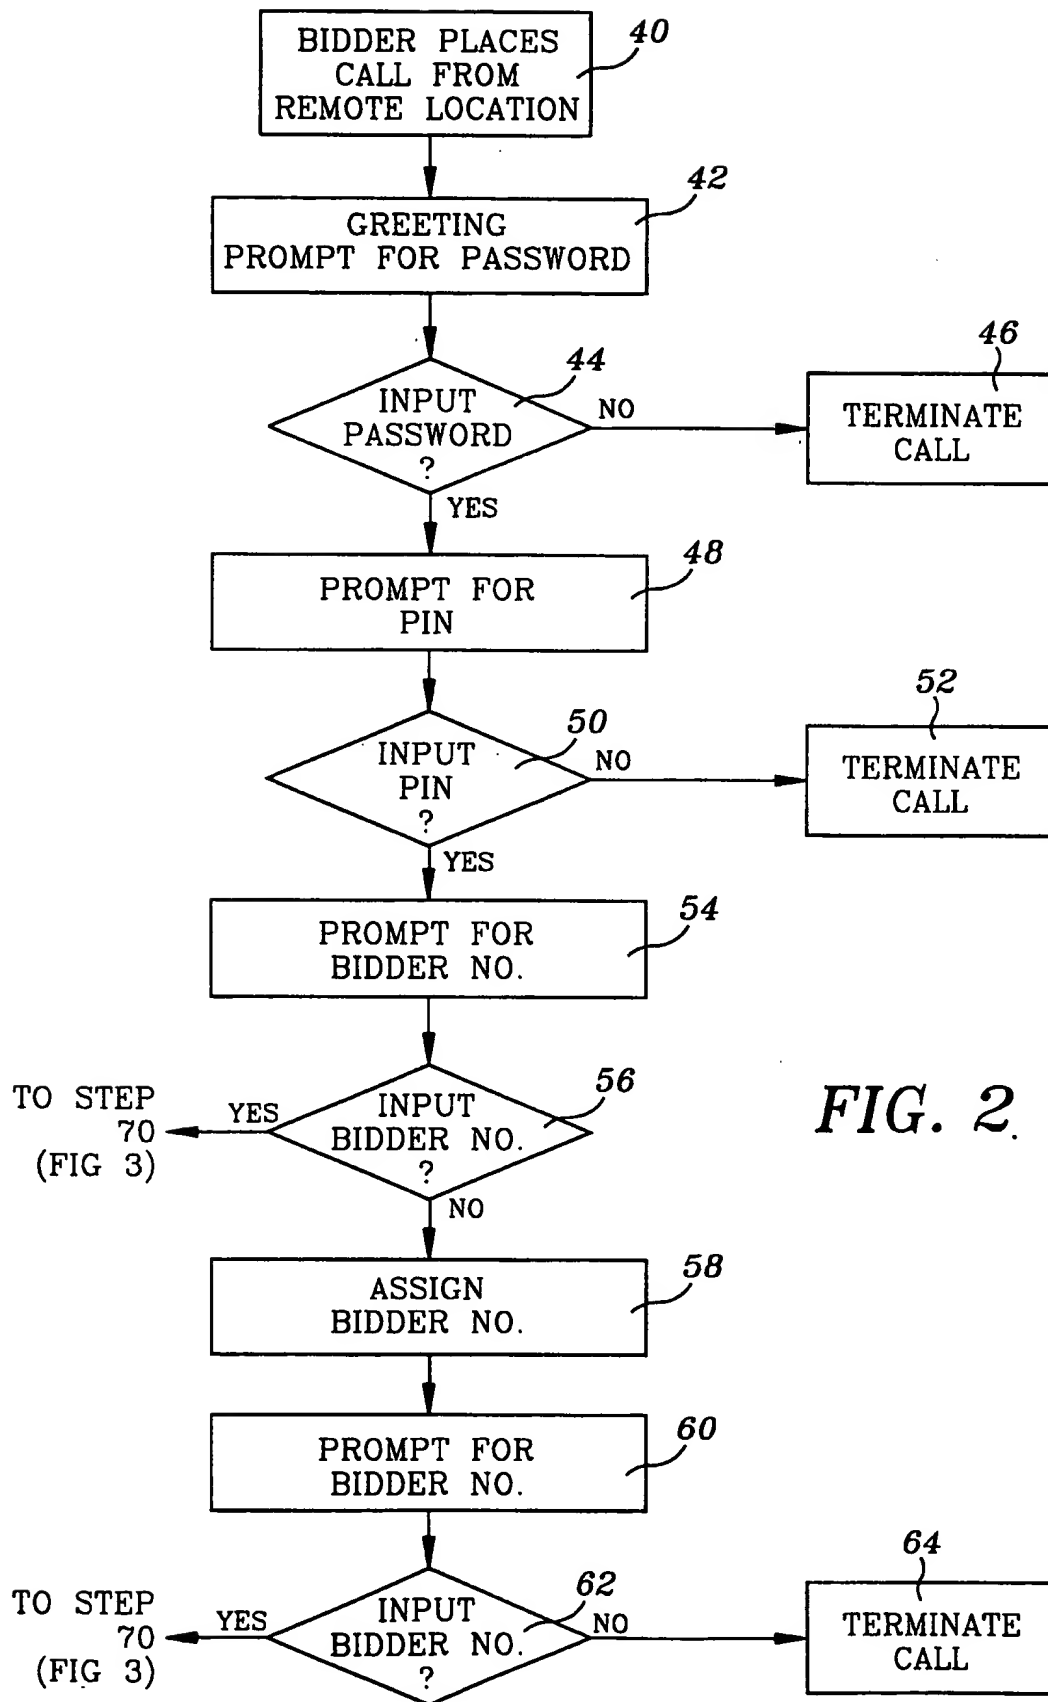 BIDDER PLACES
CALL FROM
REMOTE LOCATION
40
42
GREETING
PROMPT FOR PASSWORD
44
INPUT
PASSWORD
?
NO
46
TERMINATE
CALL
YES
48
PROMPT FOR
PIN
50
INPUT
PIN
?
NO
52
TERMINATE
CALL
YES
54
PROMPT FOR
BIDDER NO.
56
INPUT
BIDDER NO.
?
YES
TO STEP
70
(FIG 3)
FIG. 2
NO
58
ASSIGN
BIDDER NO.
60
PROMPT FOR
BIDDER NO.
62
INPUT
BIDDER NO.
?
YES
TO STEP
70
(FIG 3)
NO
64
TERMINATE
CALL